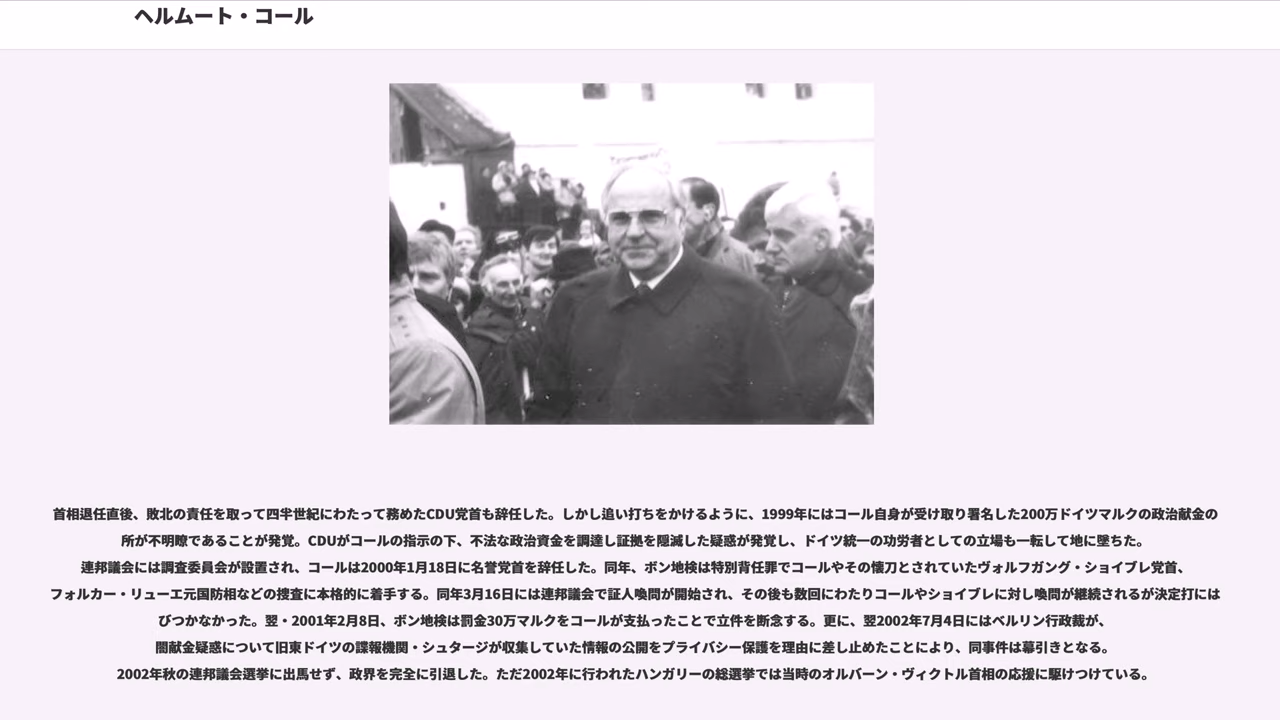 ヘルムート・コール
首相退任直後、敗北の責任を取って四半世紀にわたって務めたCDU党首も辞任した。しかし追い打ちをかけるように、1999年にはコール自身が受け取り署名した200万ドイツマルクの政治献金の
所が不明瞭であることが発覚。CDUがコールの指示の下、不法な政治資金を調達し証拠を隠滅した疑惑が発覚し、ドイツ統一の功労者としての立場も一転して地に墜ちた。
連邦議会には調査委員会が設置され、コールは2000年1月18日に名誉党首を辞任した。同年、ボン地検は特別背任罪でコールやその懐刀とされていたヴォルフガング・ショイブレ党首、
フォルカー・リューエ元国防相などの捜査に本格的に着手する。同年3月16日には連邦議会で証人喚問が開始され、その後も数回にわたりコールやショイブレに対し喚問が継続されるが決定打には
びつかなかった。翌・2001年2月8日、ボン地検は罰金30万マルクをコールが支払ったことで立件を断念する。更に、翌2002年7月4日にはベルリン行政裁が、
闇献金疑惑について旧東ドイツの諜報機関・シュタージが収集していた情報の公開をプライバシー保護を理由に差し止めたことにより、同事件は幕引きとなる。
2002年秋の連邦議会選挙に出馬せず、政界を完全に引退した。ただ2002年に行われたハンガリーの総選挙では当時のオルバーン・ヴィクトル首相の応援に駆けつけている。